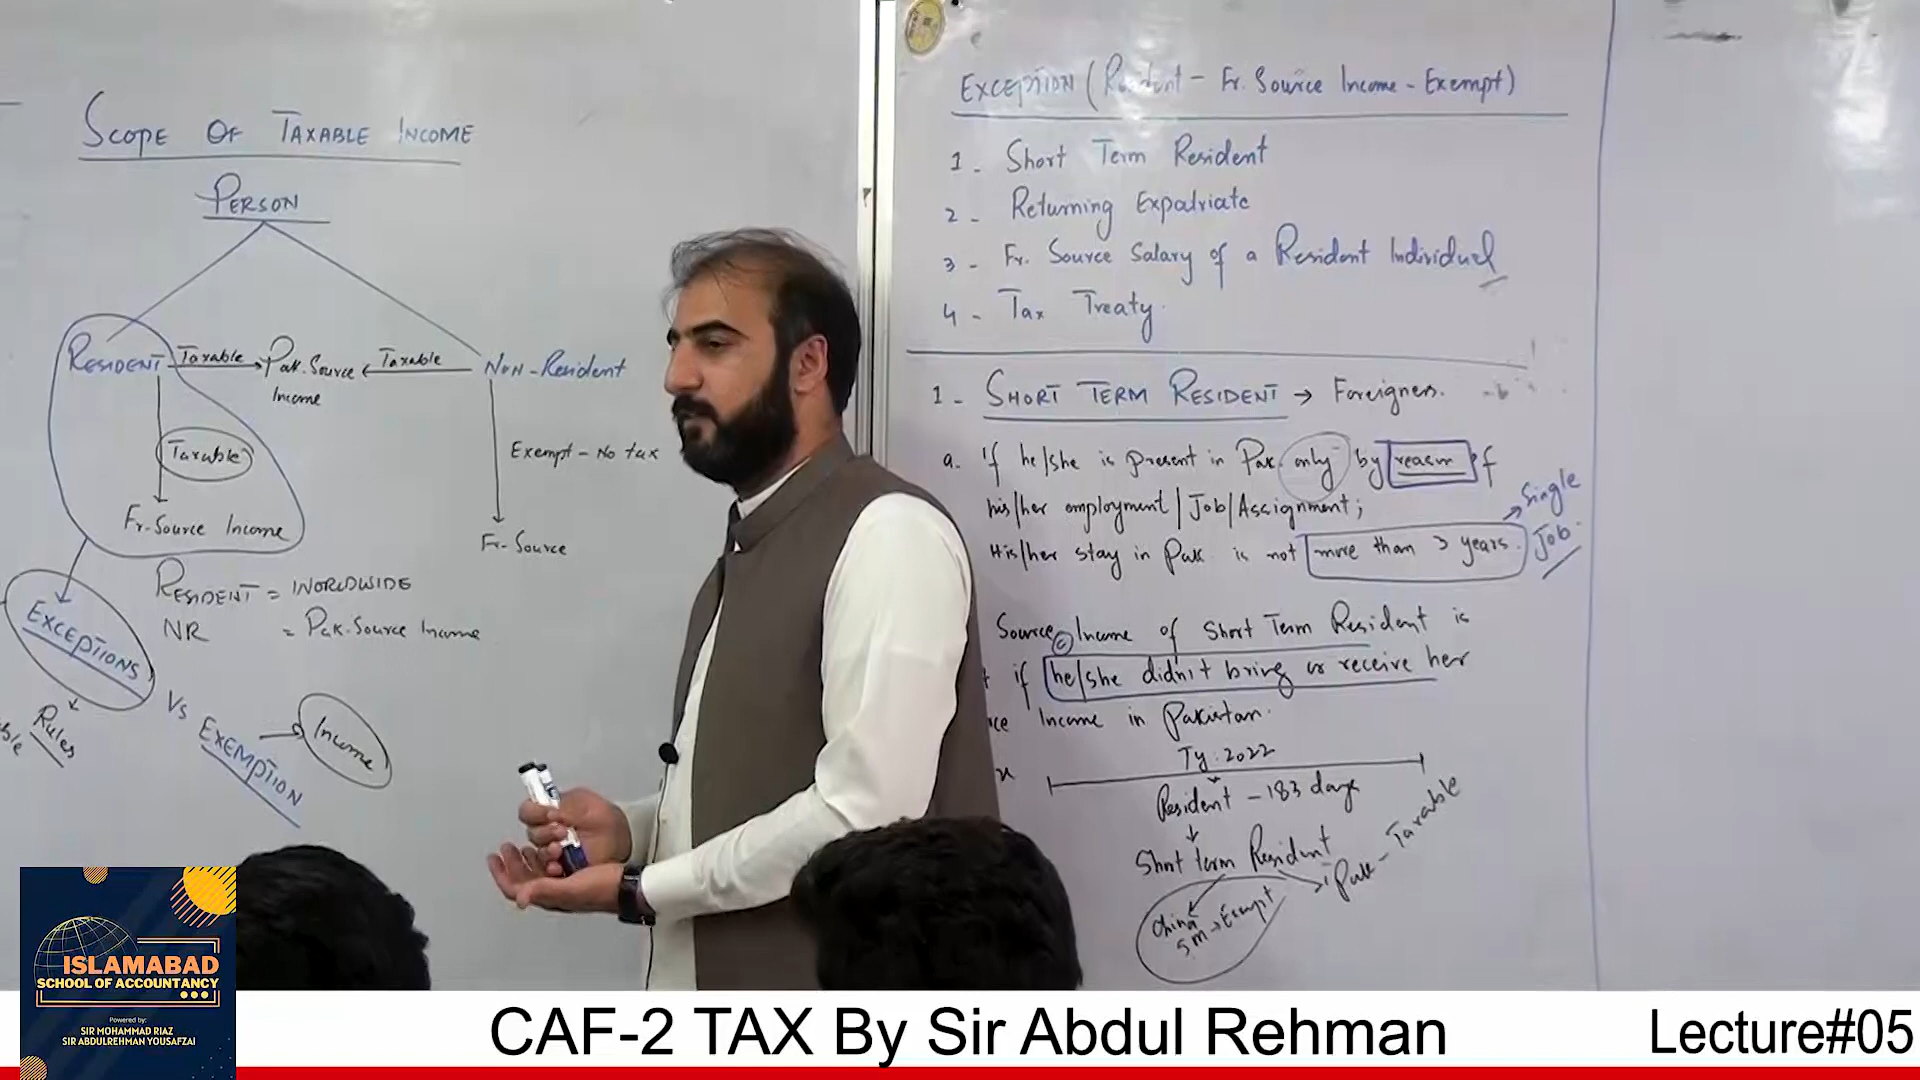 SCOPE OF TAXABLE INCOME
PERSON
RESIDENT Taxable Pak.Source Taxable NON-Resident
Income
Taxable
Exempt - No tax
Fr-Source Income
Fr-Source
RESIDENT = WORLDWIDE
NR = Pak.Source Income
EXCEPTIONS
Rules
Vs EXEMPTION
Income
EXCEPTION (Resident - Fr. Source Income - Exempt)
1 - Short Term Resident
2 - Returning Expatriate
3 - Fr. Source Salary of a Resident Individual
4 - Tax Treaty.
1 - SHORT TERM RESIDENT → Foreigners.
a. if he/she is present in Pak. only by reason of
his/her employment/Job/Assignment;
His/her stay in Pak. is not more than 3 years.
Single
Job
Source Income of Short Term Resident is
if he/she didn't bring or receive her
Income in Pakistan.
Ty: 2022
Resident - 183 days
Short term Resident
Pak - Taxable
China
5m → Exempt
ISLAMABAD
SCHOOL OF ACCOUNTANCY
Powered by:
SIR MOHAMMAD RIAZ
SIR ABDULREHMAN YOUSAFZAI
CAF-2 TAX By Sir Abdul Rehman
Lecture#05